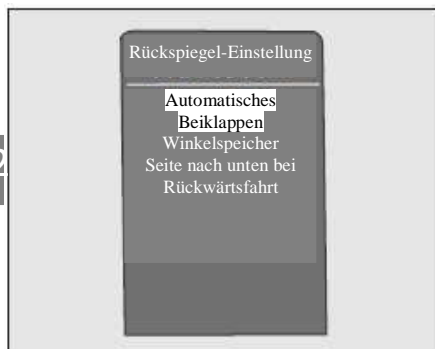 Rückspiegel-Einstellung
Automatisches
Beiklappen
Winkelspeicher
Seite nach unten bei
Rückwärtsfahrt